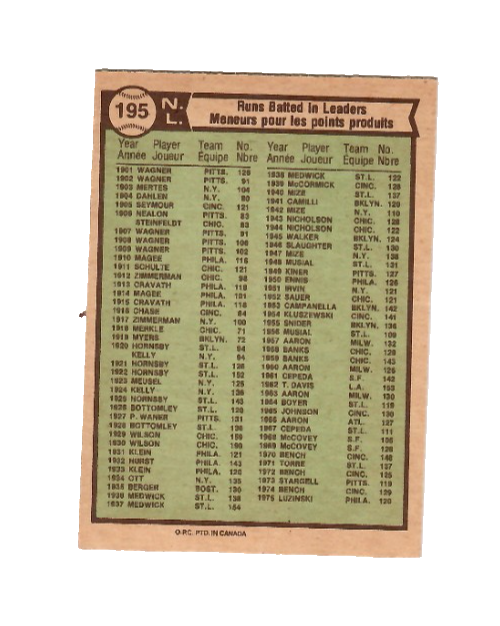 195
N.
L.
Runs Batted In Leaders
Meneurs pour les points produits
Year Player Team No.
Année Joueur Équipe Nbre
1901 WAGNER PITTS. 126
1902 WAGNER PITTS. 91
1903 MERTES N.Y. 104
1904 DAHLEN N.Y. 80
1905 SEYMOUR CINC. 121
1906 NEALON PITTS. 83
STEINFELDT CHIC. 83
1907 WAGNER PITTS. 91
1908 WAGNER PITTS. 106
1909 WAGNER PITTS. 102
1910 MAGEE PHILA. 116
1911 SCHULTE CHIC. 121
1912 ZIMMERMAN CHIC. 98
1913 CRAVATH PHILA. 118
1914 MAGEE PHILA. 101
1915 CRAVATH PHILA. 118
1916 CHASE CINC. 84
1917 ZIMMERMAN N.Y. 100
1918 MERKLE CHIC. 71
1919 MYERS BKLYN. 72
1920 HORNSBY ST.L. 94
KELLY N.Y. 94
1921 HORNSBY ST.L. 126
1922 HORNSBY ST.L. 152
1923 MEUSEL N.Y. 125
1924 KELLY N.Y. 136
1925 HORNSBY ST.L. 143
1926 BOTTOMLEY ST.L. 120
1927 P. WANER PITTS. 131
1928 BOTTOMLEY ST.L. 136
1929 WILSON CHIC. 159
1930 WILSON CHIC. 190
1931 KLEIN PHILA. 121
1932 HURST PHILA. 143
1933 KLEIN PHILA. 120
1934 OTT N.Y. 135
1935 BERGER BOST. 130
1936 MEDWICK ST.L. 138
1937 MEDWICK ST.L. 154
Year Player Team No.
Année Joueur Équipe Nbre
1938 MEDWICK ST.L. 122
1939 McCORMICK CINC. 128
1940 MIZE ST.L. 137
1941 CAMILLI BKLYN. 120
1942 MIZE N.Y. 110
1943 NICHOLSON CHIC. 128
1944 NICHOLSON CHIC. 122
1945 WALKER BKLYN. 124
1946 SLAUGHTER ST.L. 130
1947 MIZE N.Y. 138
1948 MUSIAL ST.L. 131
1949 KINER PITTS. 127
1950 ENNIS PHILA. 126
1951 IRVIN N.Y. 121
1952 SAUER CHIC. 121
1953 CAMPANELLA BKLYN. 142
1954 KLUSZEWSKI CINC. 141
1955 SNIDER BKLYN. 136
1956 MUSIAL ST.L. 109
1957 AARON MILW. 132
1958 BANKS CHIC. 129
1959 BANKS CHIC. 143
1960 AARON MILW. 126
1961 CEPEDA S.F. 142
1962 T. DAVIS L.A. 153
1963 AARON MILW. 130
1964 BOYER ST.L. 119
1965 JOHNSON CINC. 130
1966 AARON ATL. 127
1967 CEPEDA ST.L. 111
1968 McCOVEY S.F. 105
1969 McCOVEY S.F. 126
1970 BENCH CINC. 148
1971 TORRE ST.L. 137
1972 BENCH CINC. 125
1973 STARGELL PITTS. 119
1974 BENCH CINC. 129
1975 LUZINSKI PHILA. 120
O.P.C. PTD. IN CANADA